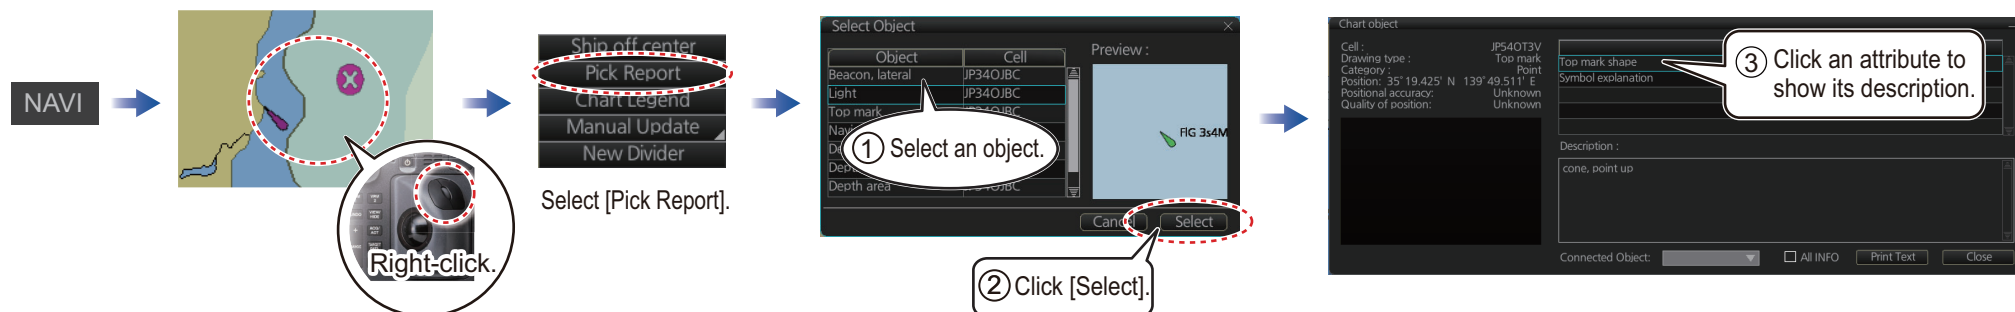 NAVI
Right-click.
Ship off center
Pick Report
Chart Legend
Manual Update
New Divider
Select [Pick Report].
Select Object
Object Cell
Beacon, lateral JP34OJBC
Light JP34OJBC
Top mark JP34OJBC
Depth area JP34OJBC
① Select an object.
Preview :
FlG 3s4M
Cancel Select
② Click [Select].
Chart object
Cell : JP54OT3V
Drawing type : Top mark
Category : Point
Position: 35°19.425' N 139°49.511' E
Positional accuracy: Unknown
Quality of position: Unknown
Top mark shape
Symbol explanation
③ Click an attribute to
show its description.
Description :
cone, point up
Connected Object: All INFO Print Text Close